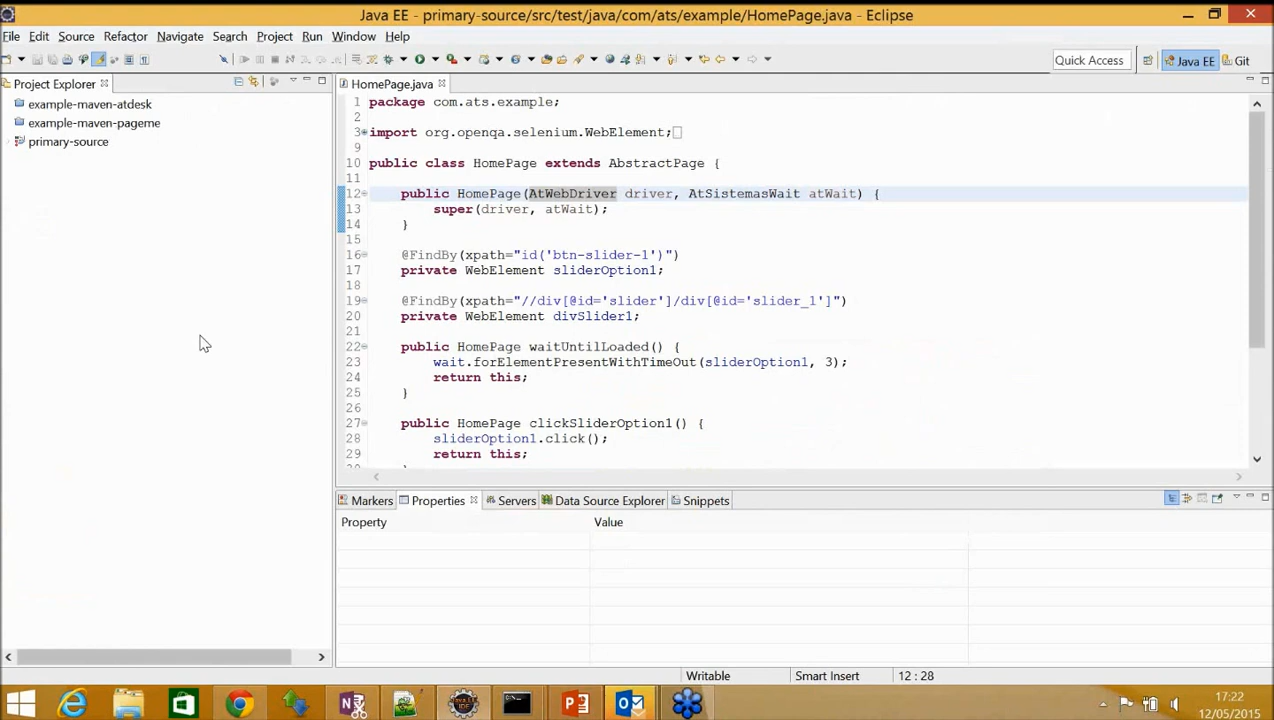 Java EE - primary-source/src/test/java/com/ats/example/HomePage.java - Eclipse
File Edit Source Refactor Navigate Search Project Run Window Help
Quick Access Java EE Git
Project Explorer
example-maven-atdesk
example-maven-pageme
primary-source
HomePage.java
1 package com.ats.example;
2
3 import org.openqa.selenium.WebElement;
9
10 public class HomePage extends AbstractPage {
11
12 public HomePage(AtWebDriver driver, AtSistemasWait atWait) {
13 super(driver, atWait);
14 }
15
16 @FindBy(xpath="id('btn-slider-1')")
17 private WebElement sliderOption1;
18
19 @FindBy(xpath="//div[@id='slider']/div[@id='slider_1']")
20 private WebElement divSlider1;
21
22 public HomePage waitUntilLoaded() {
23 wait.forElementPresentWithTimeOut(sliderOption1, 3);
24 return this;
25 }
26
27 public HomePage clickSliderOption1() {
28 sliderOption1.click();
29 return this;
30 }
Markers Properties Servers Data Source Explorer Snippets
Property Value
Writable Smart Insert 12 : 28
17:22
12/05/2015